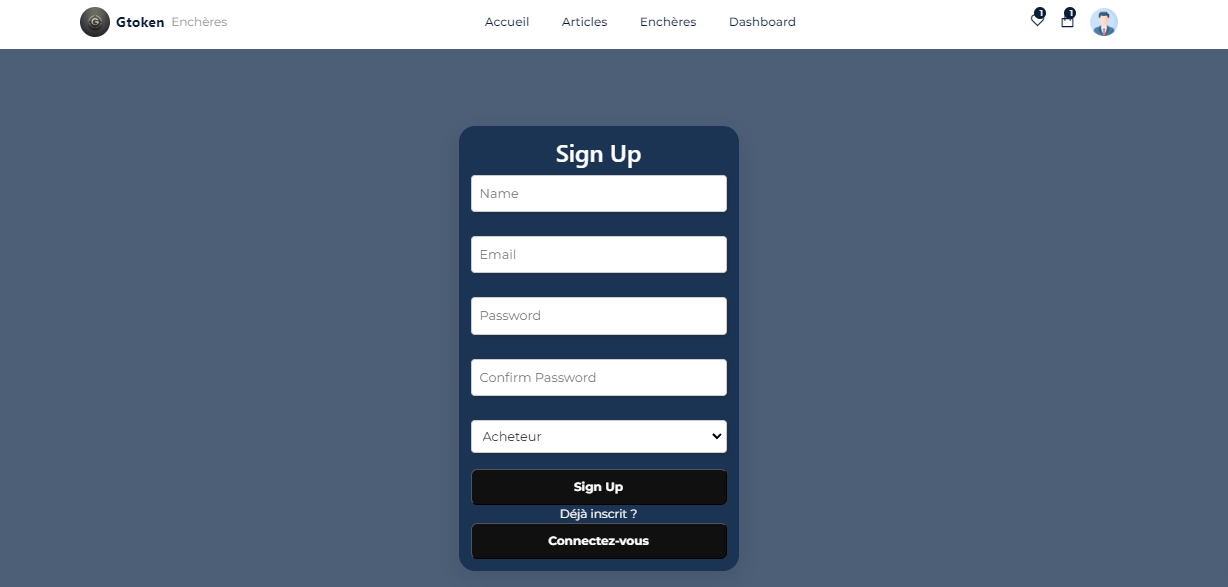 G Gtoken Enchères Accueil Articles Enchères Dashboard 1 1
Sign Up
Name
Email
Password
Confirm Password
Acheteur
Sign Up
Déjà inscrit ?
Connectez-vous